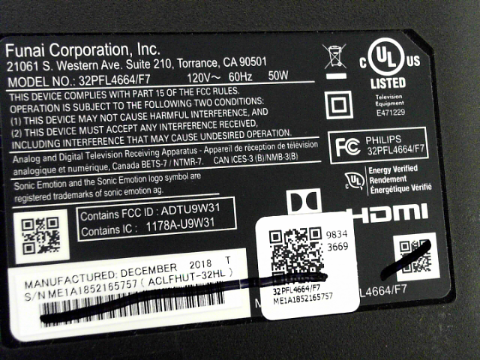 Funai Corporation, Inc.
21061 S. Western Ave. Suite 210, Torrance, CA 90501
MODEL NO.: 32PFL4664/F7 120V~ 60Hz 50W
THIS DEVICE COMPLIES WITH PART 15 OF THE FCC RULES.
OPERATION IS SUBJECT TO THE FOLLOWING TWO CONDITIONS:
(1) THIS DEVICE MAY NOT CAUSE HARMFUL INTERFERENCE, AND
(2) THIS DEVICE MUST ACCEPT ANY INTERFERENCE RECEIVED,
INCLUDING INTERFERENCE THAT MAY CAUSE UNDESIRED OPERATION.
Analog and Digital Television Receiving Apparatus - Appareil de réception de télévision
analogique et numérique, Canada BETS-7 / NTMR-7. CAN ICES-3 (B)/NMB-3(B)
Sonic Emotion and the Sonic Emotion logo symbol are
registered trademarks of sonic emotion ag.
C UL US
LISTED
Television
Equipment
E471229
FC PHILIPS
32PFL4664/F7
UL Energy Verified
Rendement
Énergétique Vérifié
Contains FCC ID : ADTU9W31
Contains IC : 1178A-U9W31
HDMI
9834
3669
MANUFACTURED: DECEMBER 2018 T
S/N ME1A1852165757 ( ACLFHUT-32HL )
32PFL4664/F7
ME1A1852165757
L4664/F7